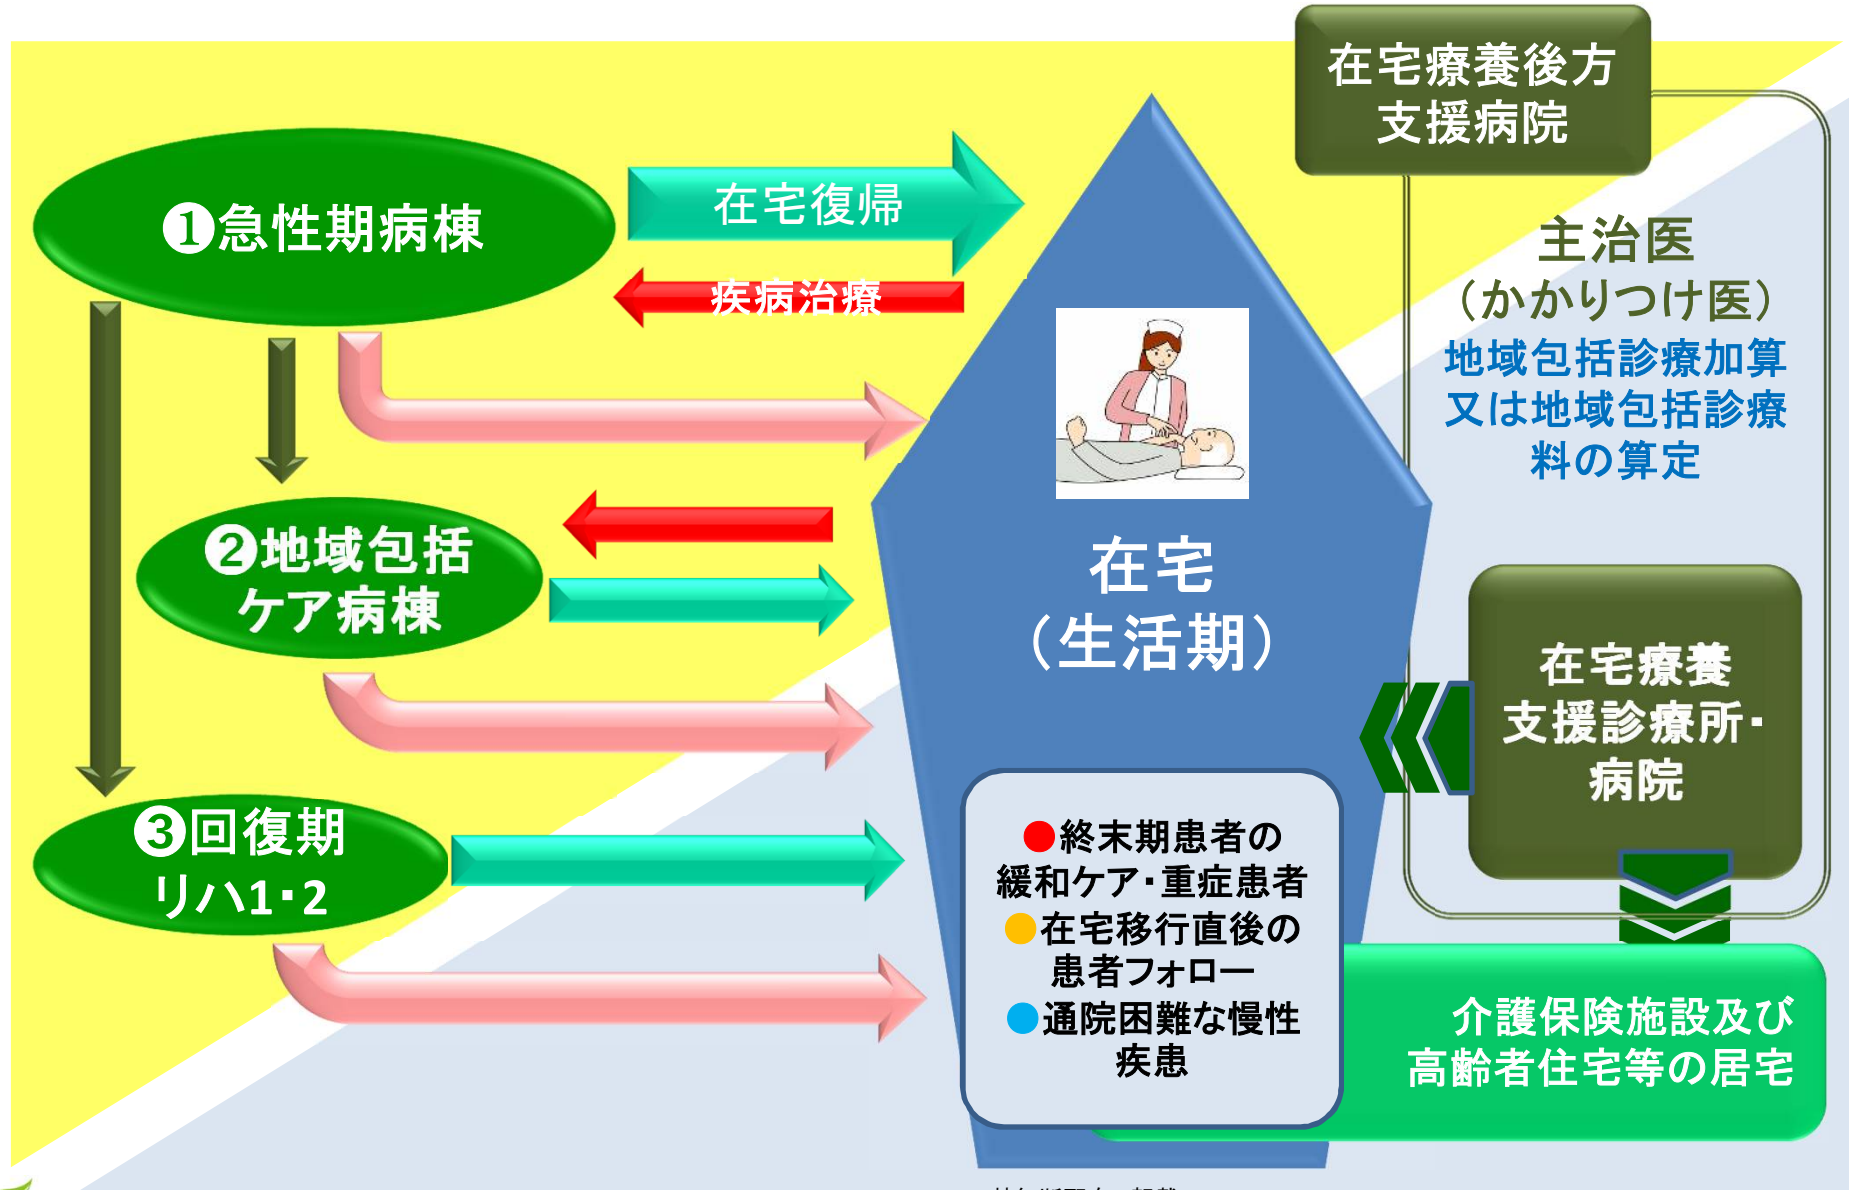 在宅療養後方
支援病院
❶急性期病棟
在宅復帰
疾病治療
主治医
（かかりつけ医）
地域包括診療加算
又は地域包括診療
料の算定
❷地域包括
ケア病棟
在宅
（生活期）
在宅療養
支援診療所・
病院
❸回復期
リハ1・2
●終末期患者の
緩和ケア・重症患者
●在宅移行直後の
患者フォロー
●通院困難な慢性
疾患
介護保険施設及び
高齢者住宅等の居宅